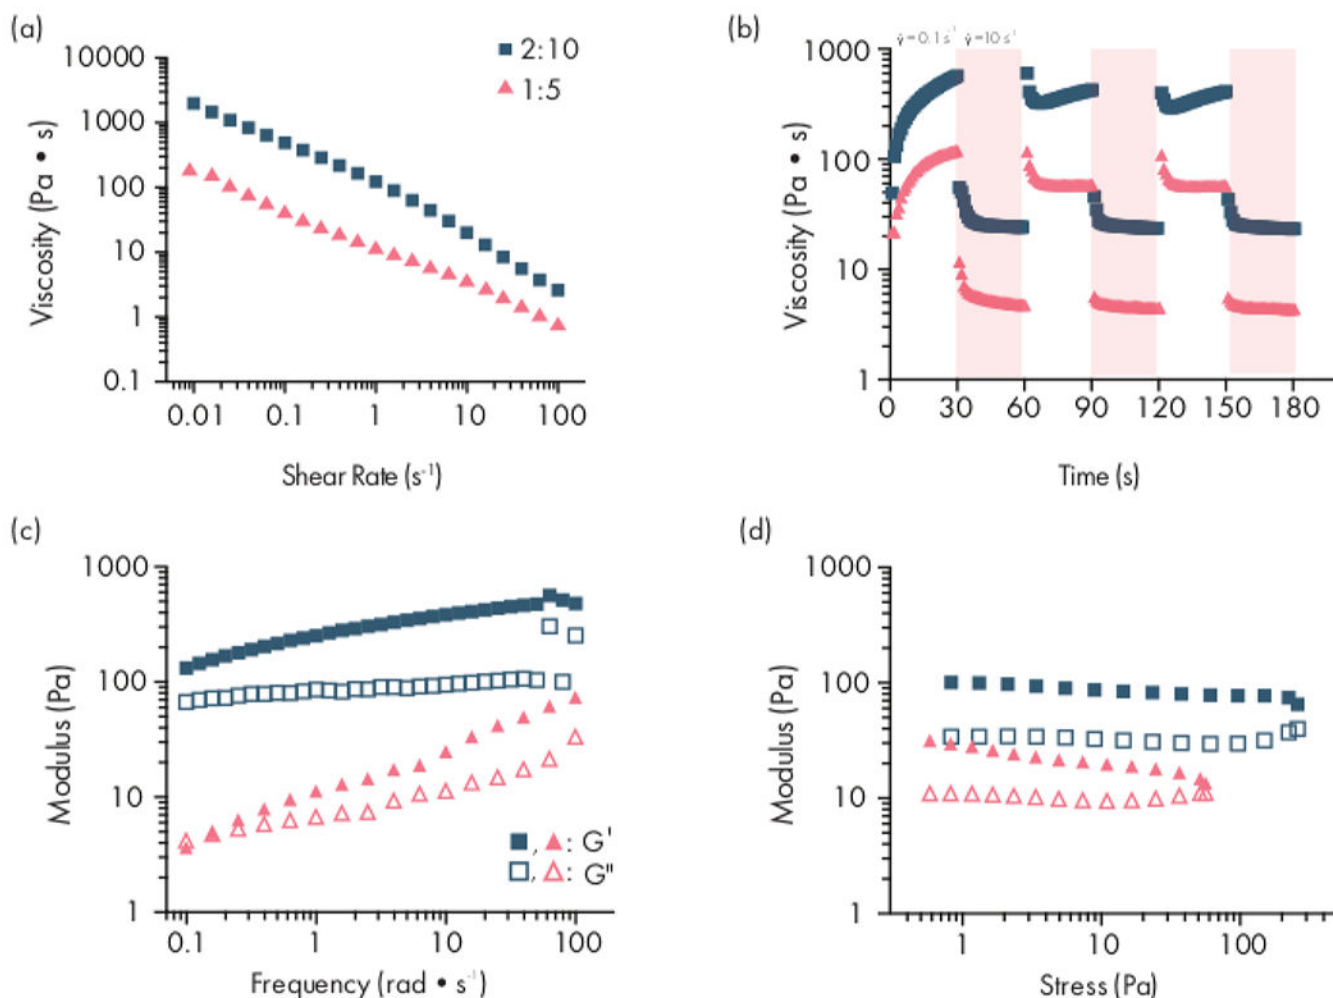 (a)
10000
1000
100
10
1
0.1
0.01 0.1 1 10 100
Viscosity (Pa • s)
Shear Rate (s⁻¹)
2:10
1:5
(b)
γ̇ = 0.1 s⁻¹ γ̇ = 10 s⁻¹
1000
100
10
1
0 30 60 90 120 150 180
Viscosity (Pa • s)
Time (s)
(c)
1000
100
10
1
0.1 1 10 100
Modulus (Pa)
Frequency (rad • s⁻¹)
, : G'
, : G"
(d)
1000
100
10
1
1 10 100
Modulus (Pa)
Stress (Pa)